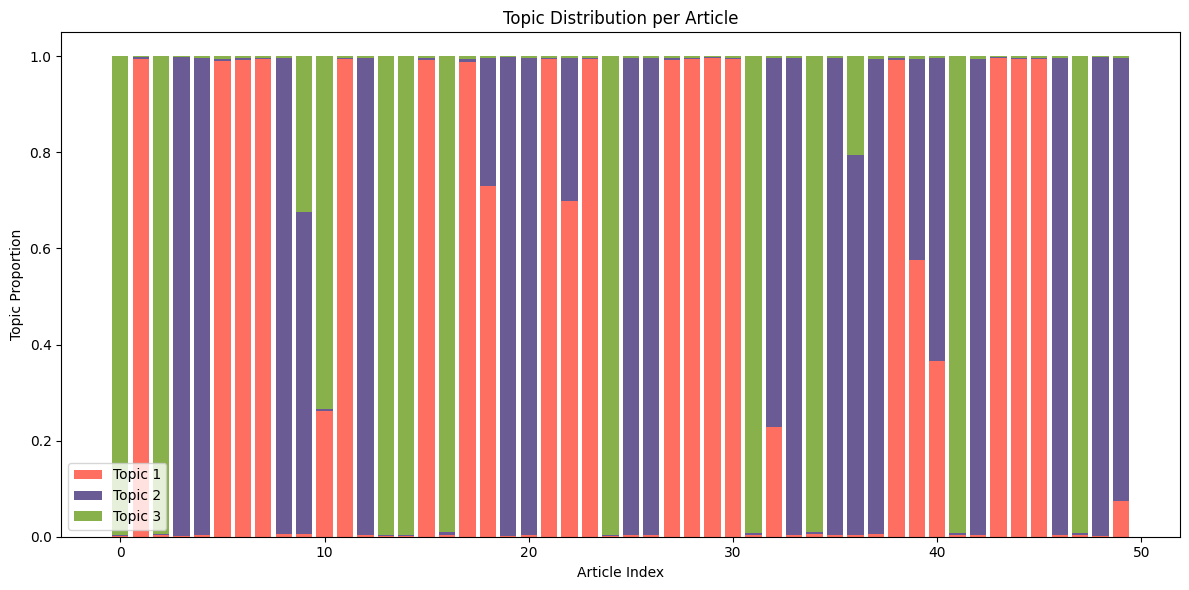 Topic Distribution per Article
Topic Proportion
1.0
0.8
0.6
0.4
0.2
0.0
Topic 1
Topic 2
Topic 3
0 10 20 30 40 50
Article Index